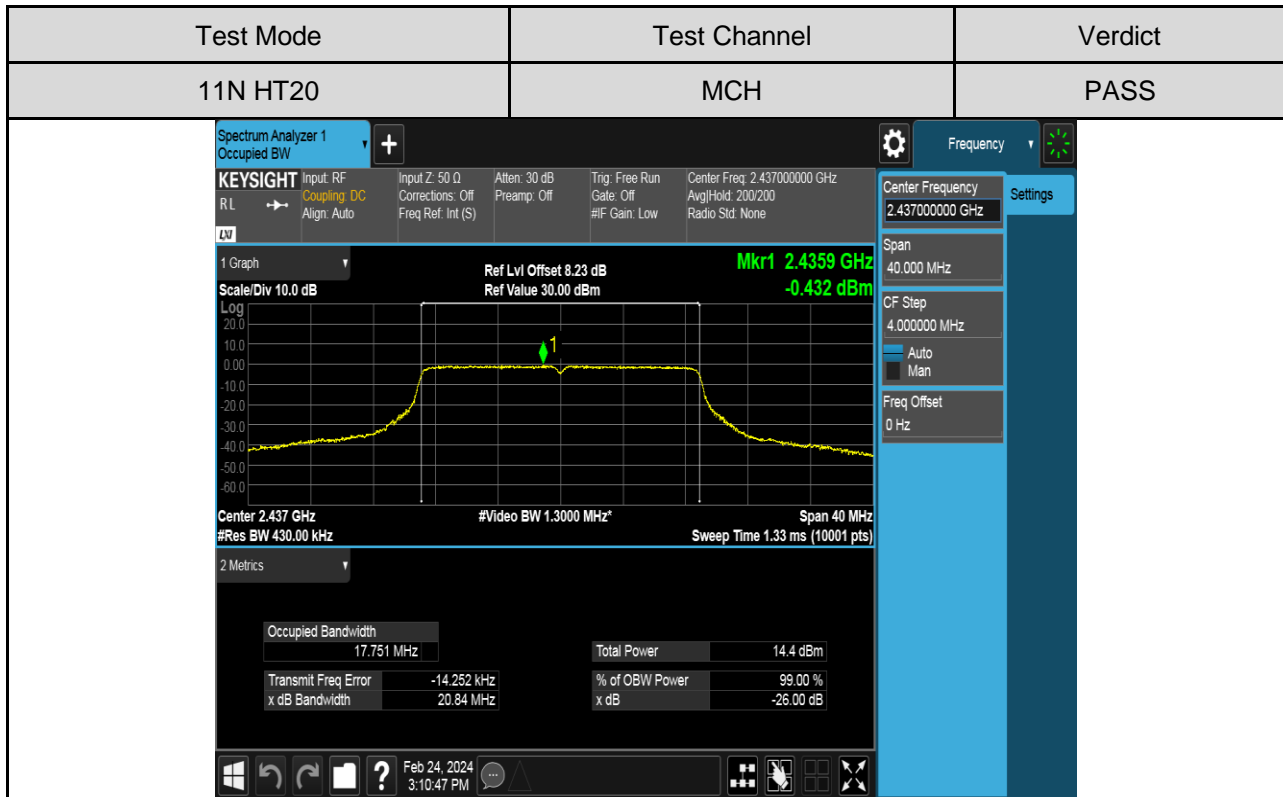 Test Mode Test Channel Verdict
11N HT20 MCH PASS
Spectrum Analyzer 1
Occupied BW
+
Frequency
KEYSIGHT Input: RF Input Z: 50 Ω Atten: 30 dB Trig: Free Run Center Freq: 2.437000000 GHz
RL Coupling: DC Corrections: Off Preamp: Off Gate: Off Avg|Hold: 200/200
Align: Auto Freq Ref: Int (S) #IF Gain: Low Radio Std: None
LXI
Center Frequency
2.437000000 GHz
Settings
Span
40.000 MHz
CF Step
4.000000 MHz
Auto
Man
Freq Offset
0 Hz
1 Graph Ref Lvl Offset 8.23 dB Mkr1 2.4359 GHz
Scale/Div 10.0 dB Ref Value 30.00 dBm -0.432 dBm
Log
20.0
10.0
1
0.00
-10.0
-20.0
-30.0
-40.0
-50.0
-60.0
Center 2.437 GHz #Video BW 1.3000 MHz* Span 40 MHz
#Res BW 430.00 kHz Sweep Time 1.33 ms (10001 pts)
2 Metrics
Occupied Bandwidth
17.751 MHz Total Power 14.4 dBm
Transmit Freq Error -14.252 kHz % of OBW Power 99.00 %
x dB Bandwidth 20.84 MHz x dB -26.00 dB
? Feb 24, 2024
3:10:47 PM